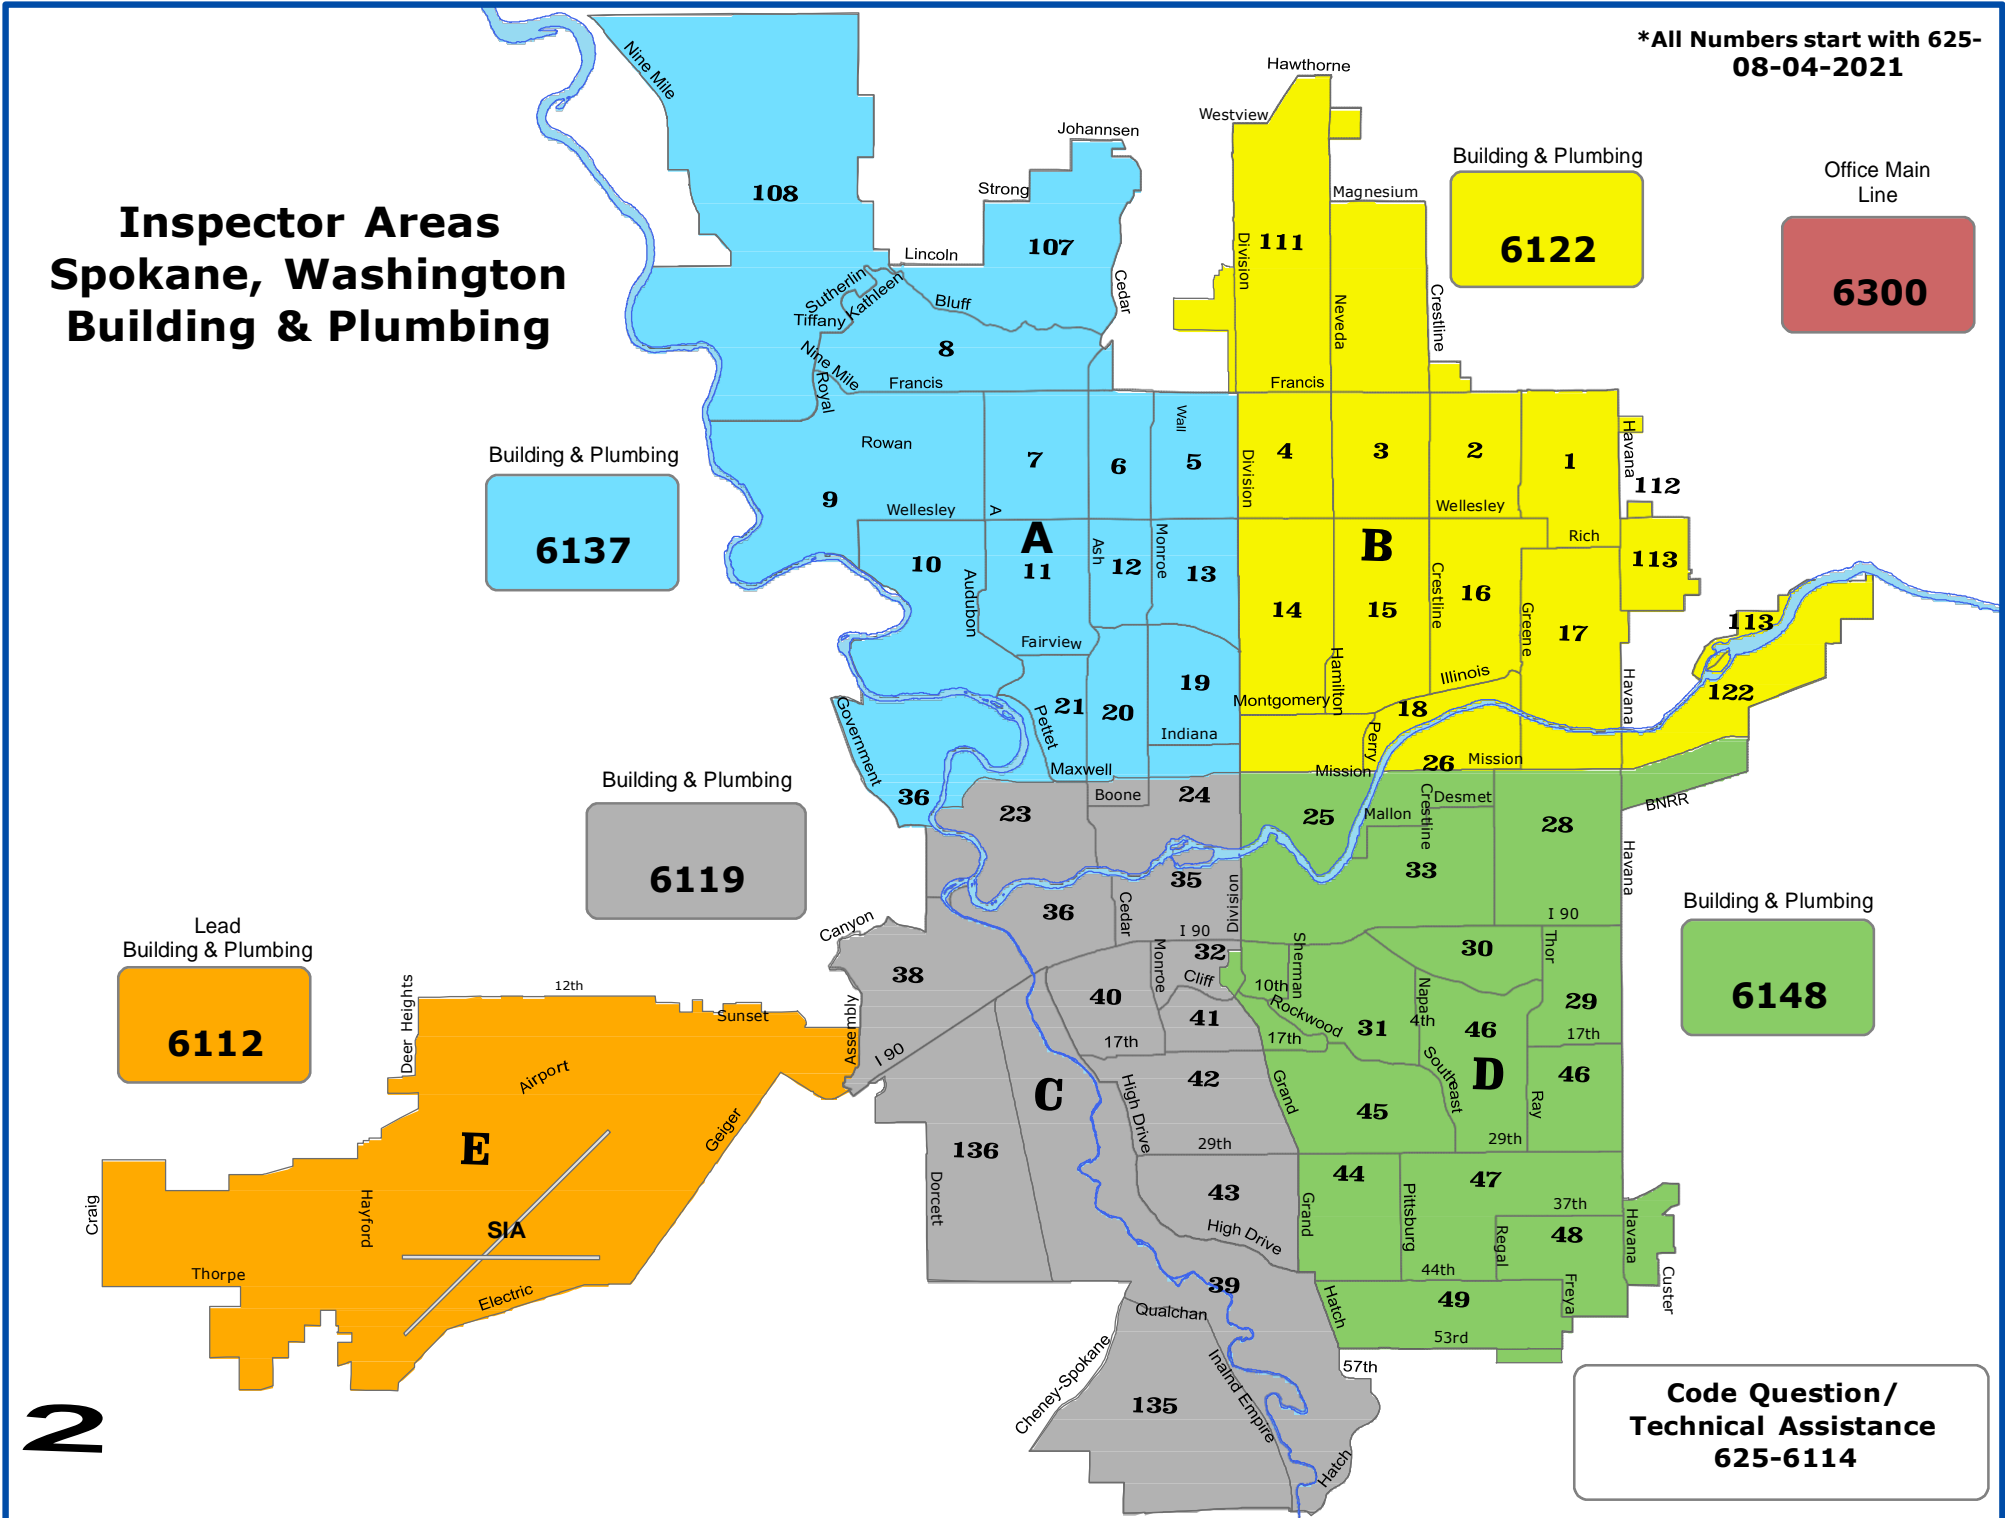 *All Numbers start with 625-
08-04-2021
Inspector Areas
Spokane, Washington
Building & Plumbing
Building & Plumbing
6122
Office Main
Line
6300
Building & Plumbing
6137
Building & Plumbing
6119
Lead
Building & Plumbing
6112
Building & Plumbing
6148
Code Question/
Technical Assistance
625-6114
2
Nine Mile
108
Johannsen
Strong
107
Lincoln
Cedar
Sutherlin
Kathleen
Tiffany
Bluff
8
Nine Mile
Royal
Francis
Rowan
9
7
6
Wall
5
Wellesley
A
A
10
Audubon
11
Ash
12
Monroe
13
Fairview
19
21
20
Pettet
Indiana
Government
Maxwell
36
Hawthorne
Westview
Magnesium
Division
111
Neveda
Crestline
Francis
Division
4
3
2
1
Havana
112
Wellesley
Rich
B
113
14
15
Crestline
16
Greene
17
113
Hamilton
Illinois
Montgomery
18
Havana
122
Perry
26
Mission
Mission
Boone
24
23
35
Division
36
Cedar
I 90
Canyon
38
Monroe
32
Cliff
40
41
17th
Assembly
I 90
C
42
High Drive
29th
136
Dorcett
43
High Drive
39
Qualchan
Cheney-Spokane
Inalnd Empire
135
57th
Hatch
25
Mallon
Crestline
Desmet
28
BNRR
33
Havana
I 90
Sherman
30
Thor
10th
Rockwood
Napa
4th
31
46
29
17th
17th
Southeast
D
46
Grand
45
Ray
29th
44
47
Grand
Pittsburg
37th
Regal
48
Havana
44th
Freya
Custer
Hatch
49
53rd
12th
Deer Heights
Sunset
Airport
Geiger
E
Craig
Hayford
SIA
Thorpe
Electric